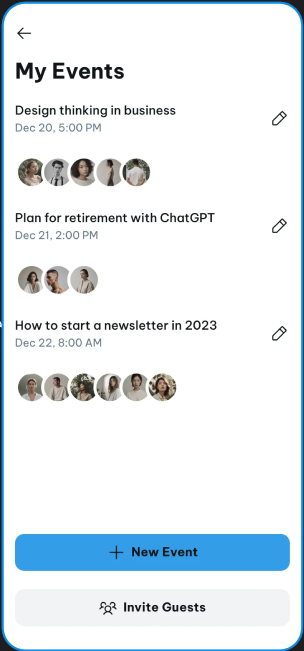 My Events
Design thinking in business
Dec 20, 5:00 PM
Plan for retirement with ChatGPT
Dec 21, 2:00 PM
How to start a newsletter in 2023
Dec 22, 8:00 AM
New Event
Invite Guests